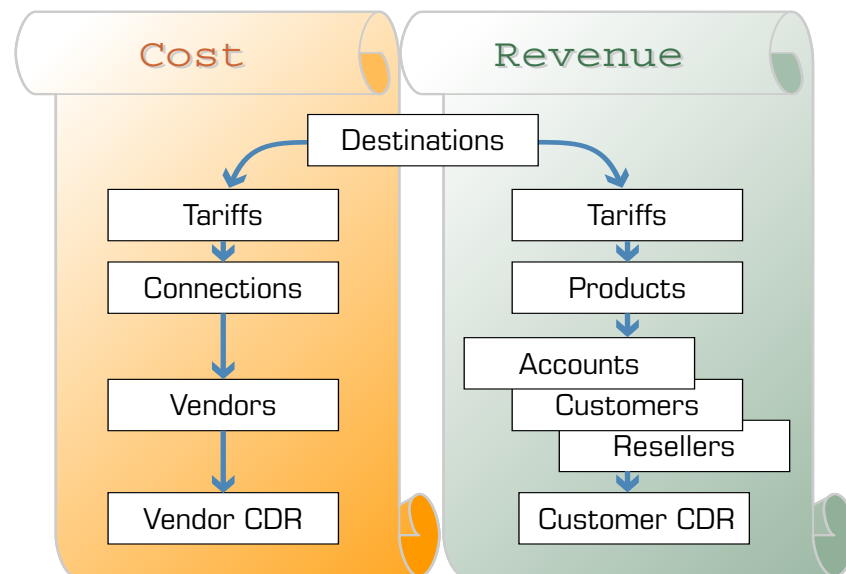 Cost
Revenue
Destinations
Tariffs
Tariffs
Connections
Products
Accounts
Vendors
Customers
Resellers
Vendor CDR
Customer CDR